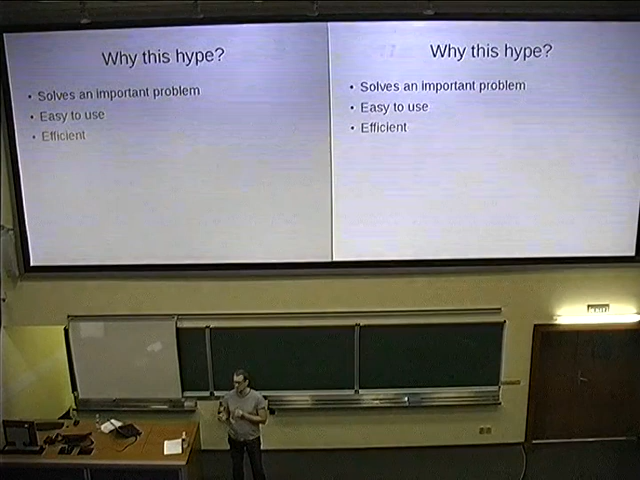 Why this hype?
• Solves an important problem
• Easy to use
• Efficient
Why this hype?
• Solves an important problem
• Easy to use
• Efficient